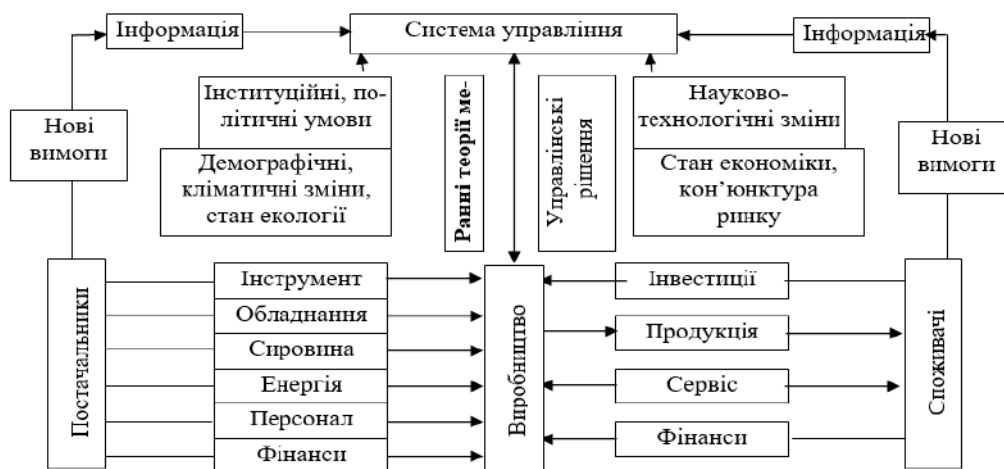 Інформація
Система управління
Інформація
Нові
вимоги
Інституційні, по-
літичні умови
Демографічні,
кліматичні зміни,
стан екології
Ранні теорії ме-
Управлінські
рішення
Науково-
технологічні зміни
Стан економіки,
кон’юнктура
ринку
Нові
вимоги
Постачальники
Інструмент
Обладнання
Сировина
Енергія
Персонал
Фінанси
Виробництво
Інвестиції
Продукція
Сервіс
Фінанси
Споживачі